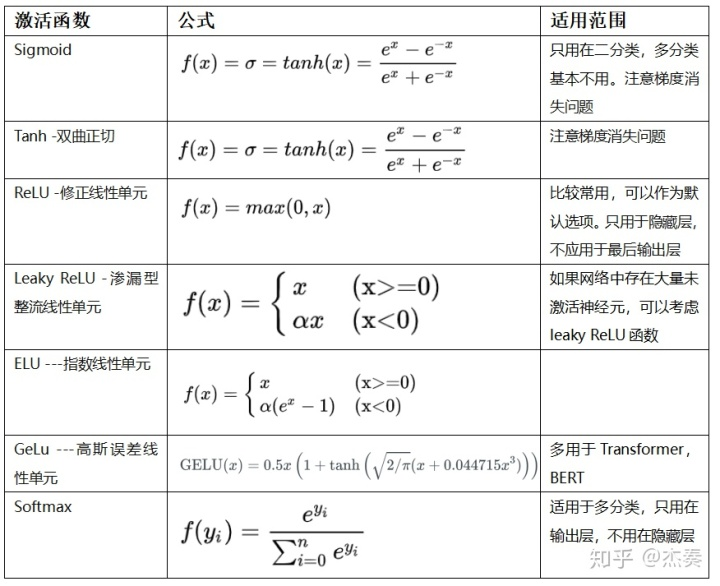 激活函数 公式 适用范围
Sigmoid f(x) = σ = tanh(x) = \frac{e^x − e^{−x}}{e^x + e^{−x}} 只用在二分类，多分类
基本不用。注意梯度消
失问题
Tanh -双曲正切 f(x) = σ = tanh(x) = \frac{e^x − e^{−x}}{e^x + e^{−x}} 注意梯度消失问题
ReLU -修正线性单元 f(x) = max(0, x) 比较常用，可以作为默
认选项。只用于隐藏层，
不应用于最后输出层
Leaky ReLU -渗漏型
整流线性单元
f(x) = { x (x>=0)
αx (x<0)
如果网络中存在大量未
激活神经元，可以考虑
leaky ReLU 函数
ELU ---指数线性单元
f(x) = { x (x>=0)
α(e^x − 1) (x<0)
GeLu ---高斯误差线
性单元
GELU(x) = 0.5x (1 + tanh (√{2/π}(x + 0.044715x^3)))
多用于 Transformer，
BERT
Softmax
f(y_i) = \frac{e^{y_i}}{\sum_{i=0}^{n} e^{y_i}}
适用于多分类，只用在
输出层，不用在隐藏层
知乎 @杰奏